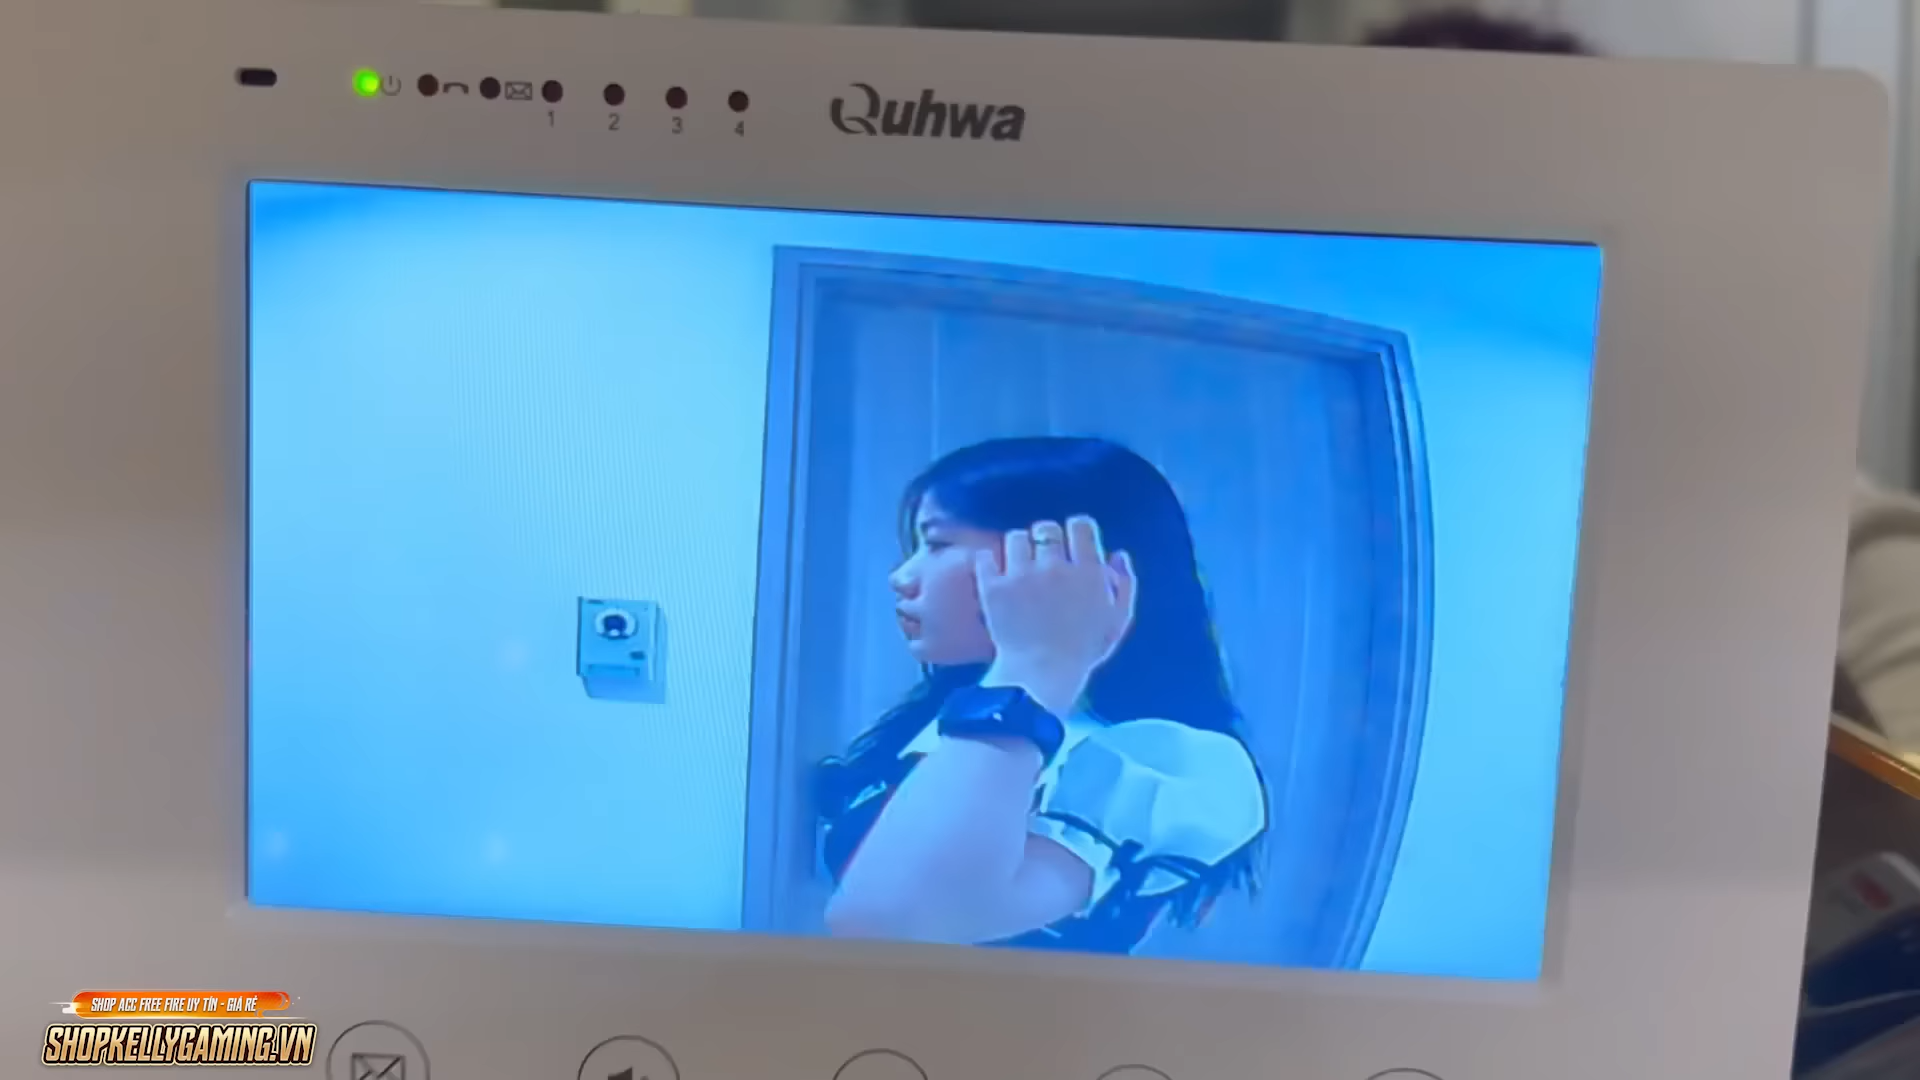 Quhwa
1 2 3 4
SHOP ACC FREE FIRE UY TÍN - GIÁ RẺ
SHOPKELLYGAMING.VN